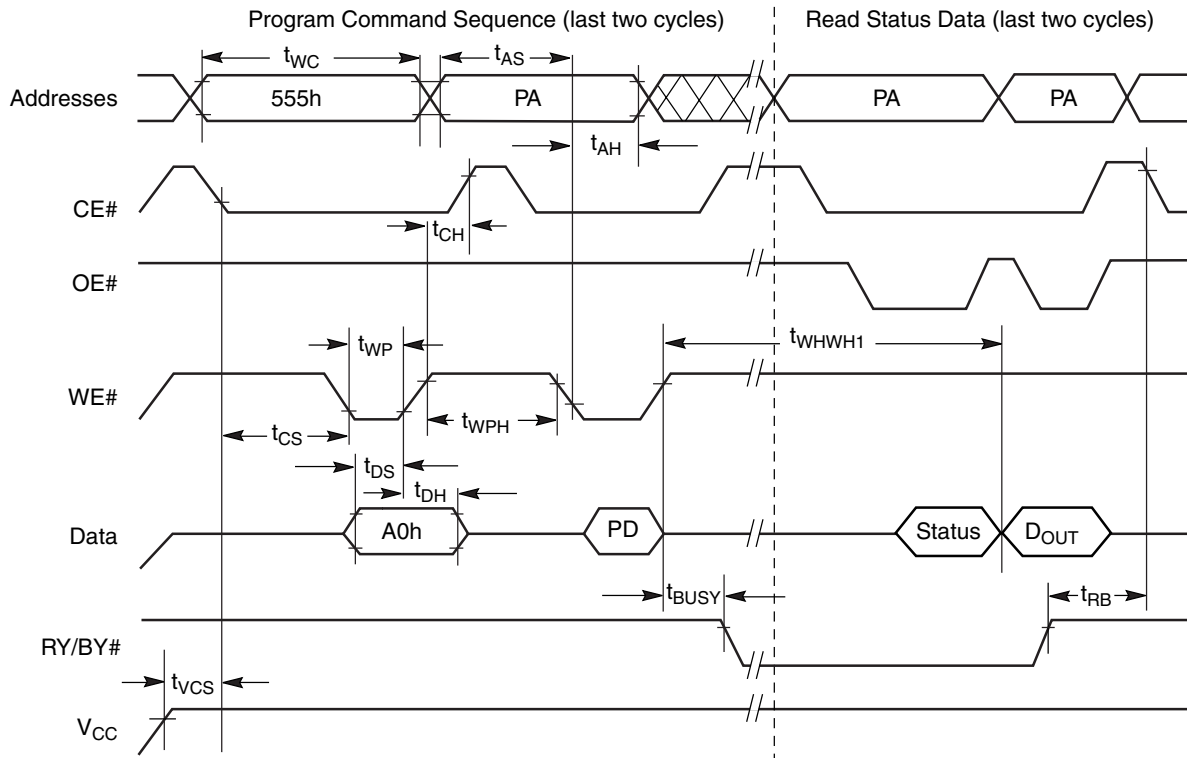 Program Command Sequence (last two cycles) Read Status Data (last two cycles)
tWC tAS
Addresses 555h PA PA PA
tAH
CE#
tCH
OE#
tWP tWHWH1
WE#
tCS tWPH
tDS
tDH
Data A0h PD Status DOUT
tBUSY tRB
RY/BY#
tVCS
VCC